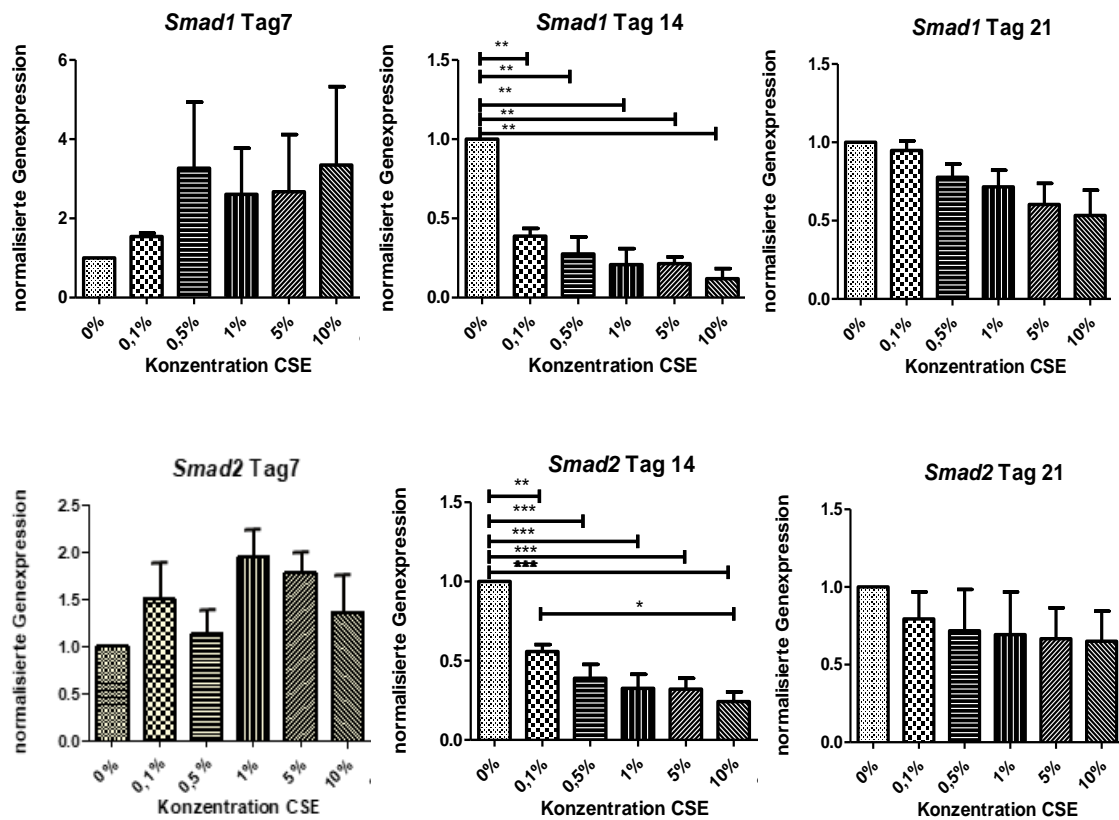 Smad1 Tag7
normalisierte Genexpression
6
4
2
0
0% 0,1% 0,5% 1% 5% 10%
Konzentration CSE
Smad1 Tag 14
normalisierte Genexpression
1.5
1.0
0.5
0.0
**
**
**
**
**
0% 0,1% 0,5% 1% 5% 10%
Konzentration CSE
Smad1 Tag 21
normalisierte Genexpression
1.5
1.0
0.5
0.0
0% 0,1% 0,5% 1% 5% 10%
Konzentration CSE
Smad2 Tag7
normalisierte Genexpression
2.5
2.0
1.5
1.0
0.5
0.0
0% 0,1% 0,5% 1% 5% 10%
Konzentration CSE
Smad2 Tag 14
normalisierte Genexpression
1.5
1.0
0.5
0.0
**
***
***
***
***
*
0% 0,1% 0,5% 1% 5% 10%
Konzentration CSE
Smad2 Tag 21
normalisierte Genexpression
1.5
1.0
0.5
0.0
0% 0,1% 0,5% 1% 5% 10%
Konzentration CSE